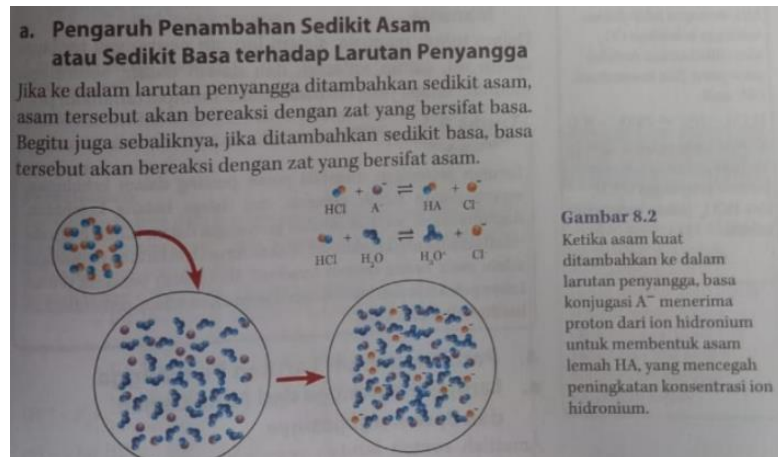 a. Pengaruh Penambahan Sedikit Asam
atau Sedikit Basa terhadap Larutan Penyangga
Jika ke dalam larutan penyangga ditambahkan sedikit asam,
asam tersebut akan bereaksi dengan zat yang bersifat basa.
Begitu juga sebaliknya, jika ditambahkan sedikit basa, basa
tersebut akan bereaksi dengan zat yang bersifat asam.
+ ⇌ +
HCl A⁻ HA Cl⁻
+ ⇌ +
HCl H₂O H₃O⁺ Cl⁻
Gambar 8.2
Ketika asam kuat
ditambahkan ke dalam
larutan penyangga, basa
konjugasi A⁻ menerima
proton dari ion hidronium
untuk membentuk asam
lemah HA, yang mencegah
peningkatan konsentrasi ion
hidronium.